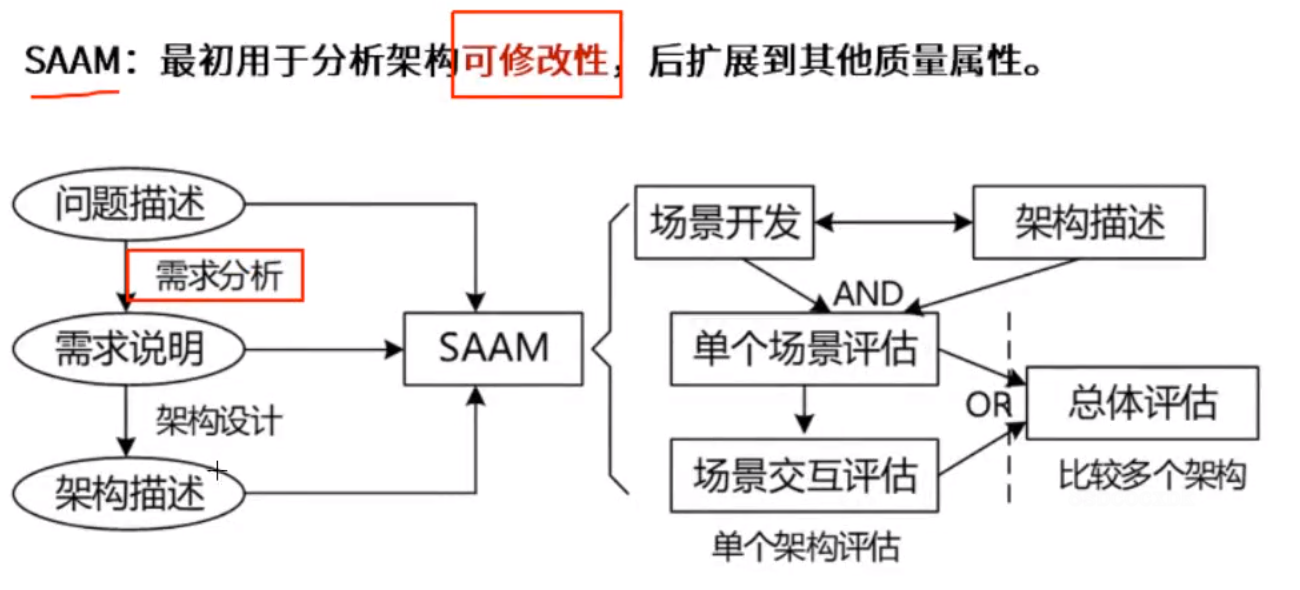 SAAM：最初用于分析架构可修改性，后扩展到其他质量属性。
问题描述
需求分析
需求说明
架构设计
架构描述
SAAM
场景开发
架构描述
AND
单个场景评估
OR
总体评估
场景交互评估
比较多个架构
单个架构评估